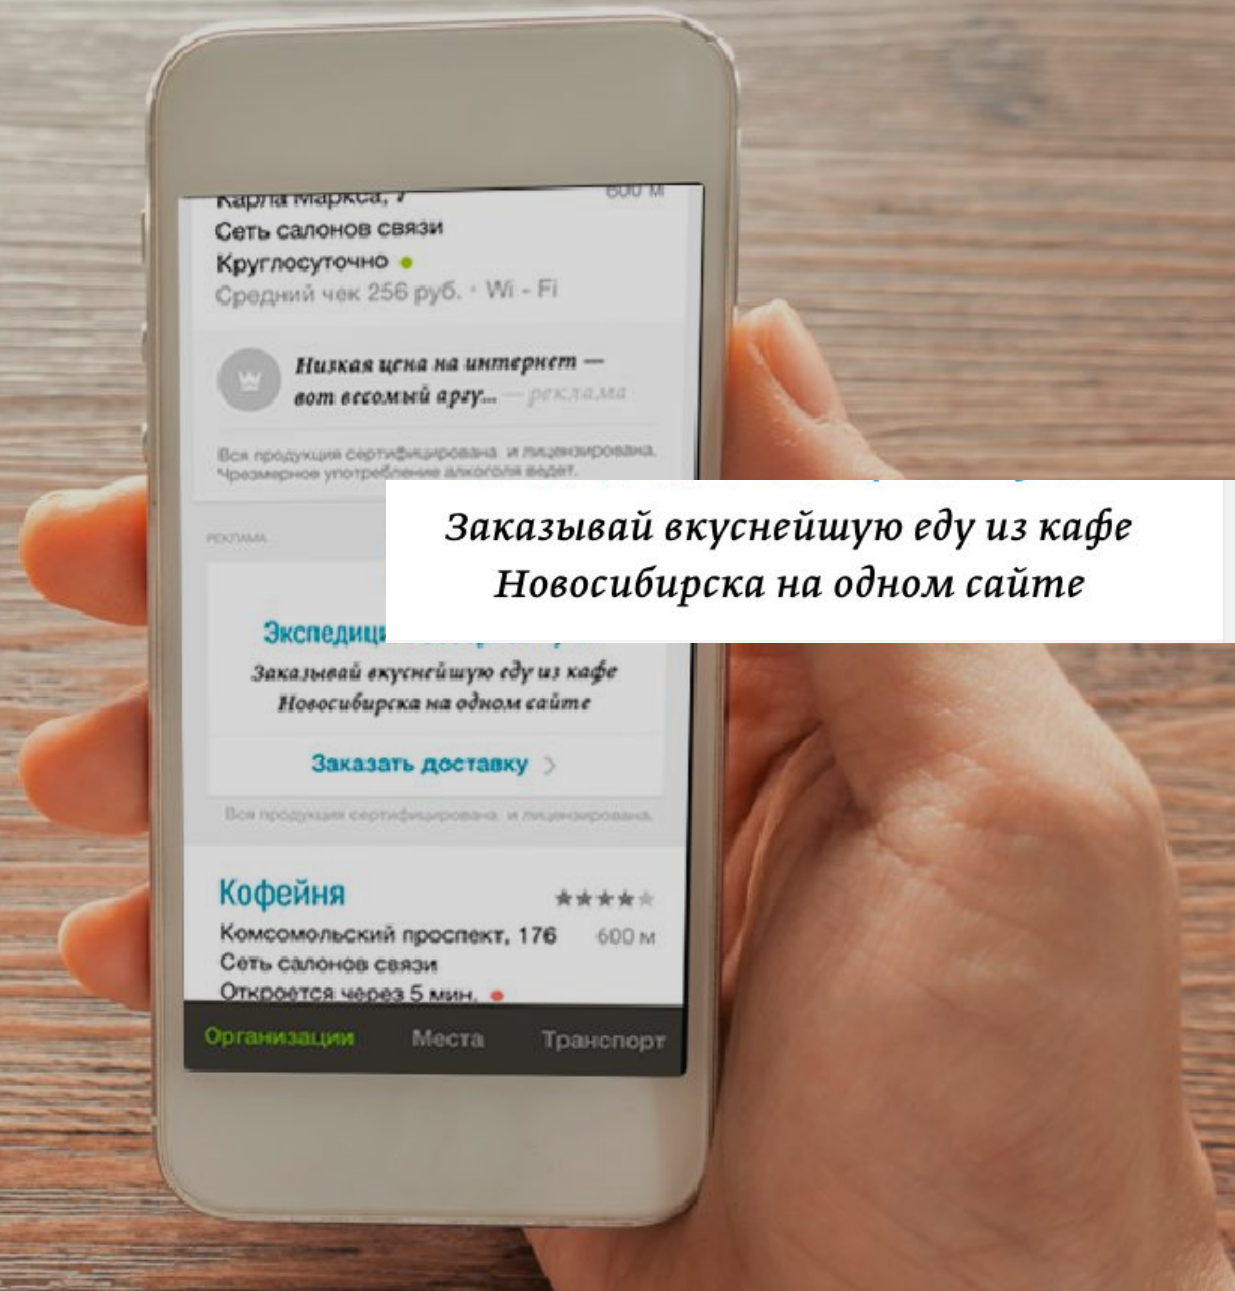 Карла Маркса, 7
600 м
Сеть салонов связи
Круглосуточно
Средний чек 256 руб. · Wi - Fi
Низкая цена на интернет —
вот весомый аргу... — реклама
Вся продукция сертифицирована и лицензирована.
Чрезмерное употребление алкоголя ведет.
РЕКЛАМА
Заказывай вкуснейшую еду из кафе
Новосибирска на одном сайте
Заказывай вкуснейшую еду из кафе
Новосибирска на одном сайте
Заказать доставку
Вся продукция сертифицирована и лицензирована.
Кофейня
Комсомольский проспект, 176 600 м
Сеть салонов связи
Откроется через 5 мин.
Организации Места Транспорт